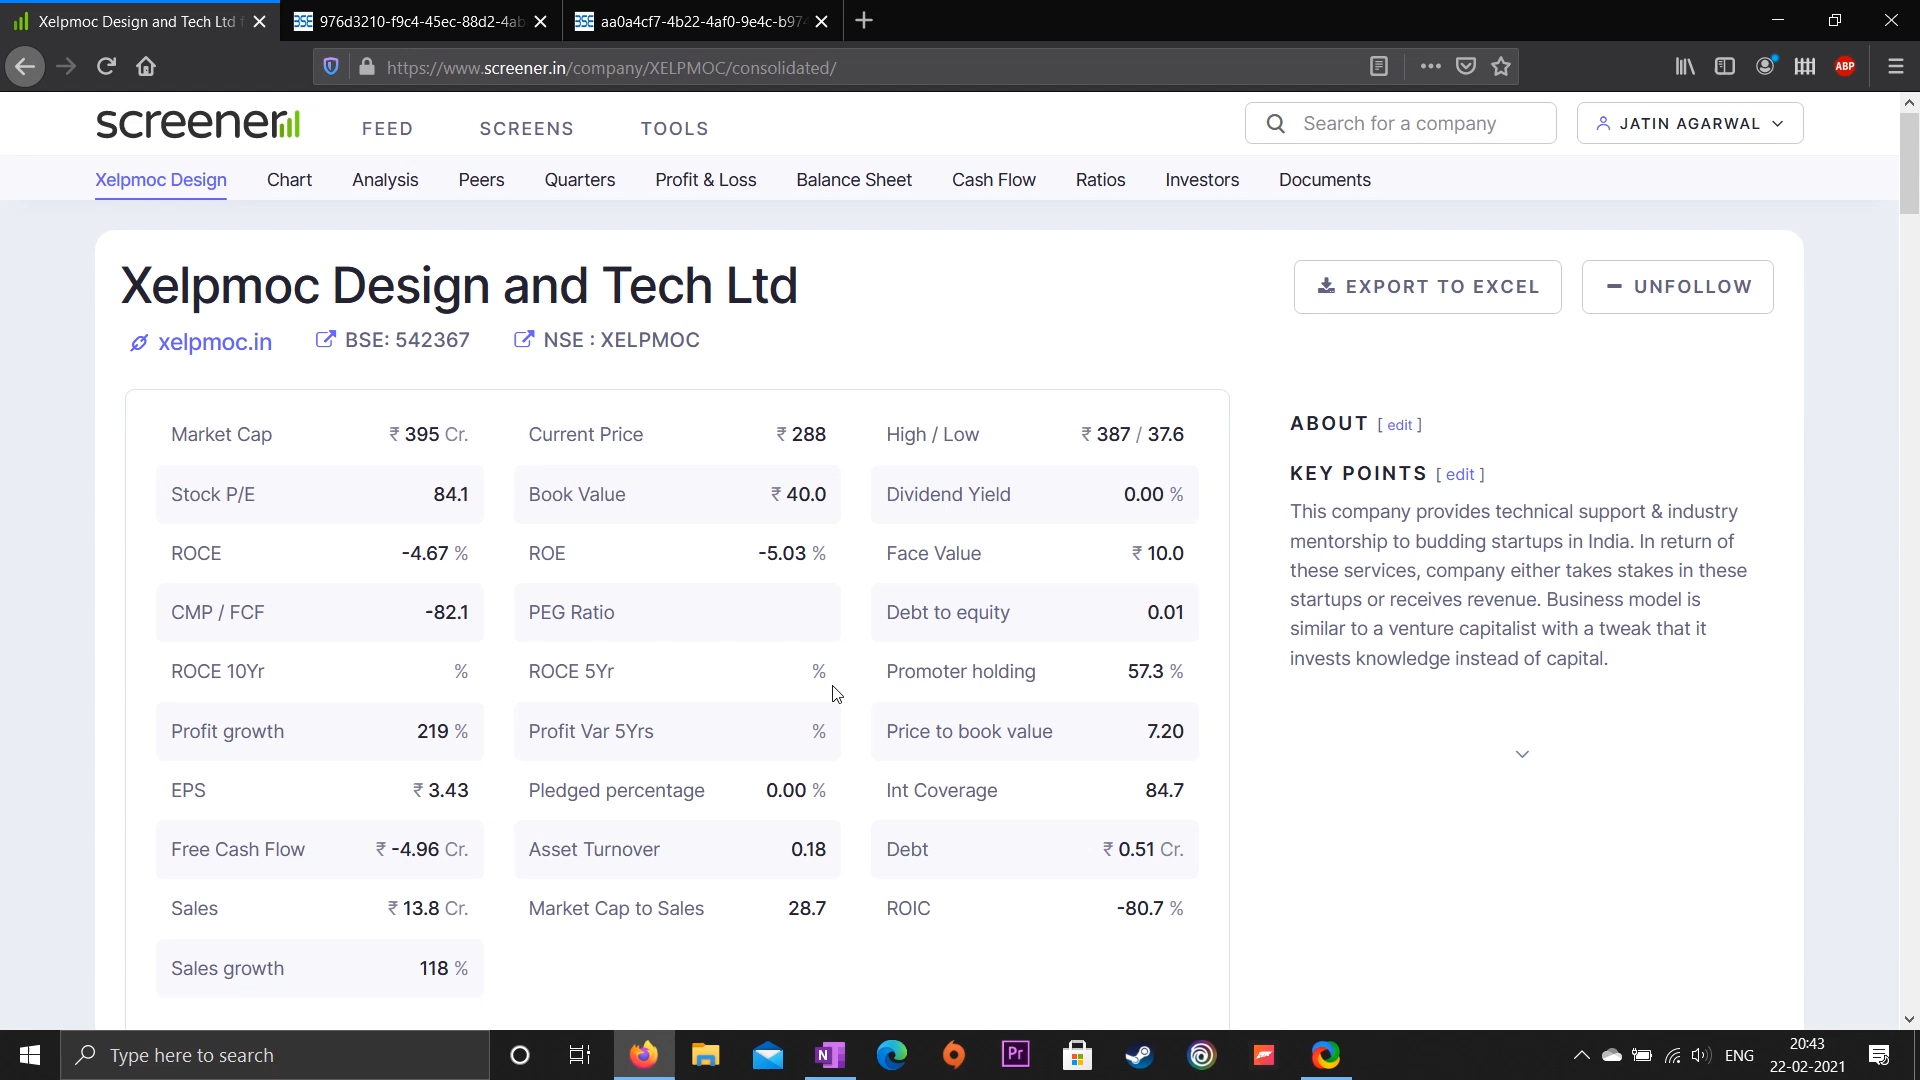 Xelpmoc Design and Tech Ltd f
976d3210-f9c4-45ec-88d2-4ab
aa0a4cf7-4b22-4af0-9e4c-b974
https://www.screener.in/company/XELPMOC/consolidated/
ABP
screener
FEED SCREENS TOOLS
Search for a company
JATIN AGARWAL
Xelpmoc Design Chart Analysis Peers Quarters Profit & Loss Balance Sheet Cash Flow Ratios Investors Documents
Xelpmoc Design and Tech Ltd
EXPORT TO EXCEL
UNFOLLOW
xelpmoc.in BSE: 542367 NSE : XELPMOC
Market Cap ₹ 395 Cr. Current Price ₹ 288 High / Low ₹ 387 / 37.6
Stock P/E 84.1 Book Value ₹ 40.0 Dividend Yield 0.00 %
ROCE -4.67 % ROE -5.03 % Face Value ₹ 10.0
CMP / FCF -82.1 PEG Ratio Debt to equity 0.01
ROCE 10Yr % ROCE 5Yr % Promoter holding 57.3 %
Profit growth 219 % Profit Var 5Yrs % Price to book value 7.20
EPS ₹ 3.43 Pledged percentage 0.00 % Int Coverage 84.7
Free Cash Flow ₹ -4.96 Cr. Asset Turnover 0.18 Debt ₹ 0.51 Cr.
Sales ₹ 13.8 Cr. Market Cap to Sales 28.7 ROIC -80.7 %
Sales growth 118 %
ABOUT [ edit ]
KEY POINTS [ edit ]
This company provides technical support & industry
mentorship to budding startups in India. In return of
these services, company either takes stakes in these
startups or receives revenue. Business model is
similar to a venture capitalist with a tweak that it
invests knowledge instead of capital.
Type here to search
N
Pr
ENG
20:43
22-02-2021